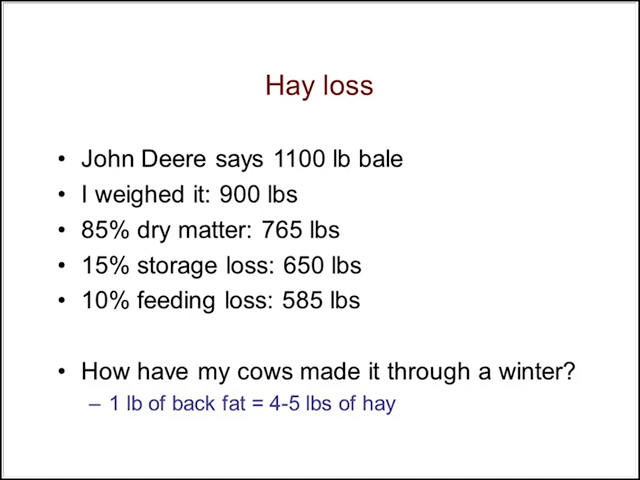 Hay loss
• John Deere says 1100 lb bale
• I weighed it: 900 lbs
• 85% dry matter: 765 lbs
• 15% storage loss: 650 lbs
• 10% feeding loss: 585 lbs
• How have my cows made it through a winter?
– 1 lb of back fat = 4-5 lbs of hay